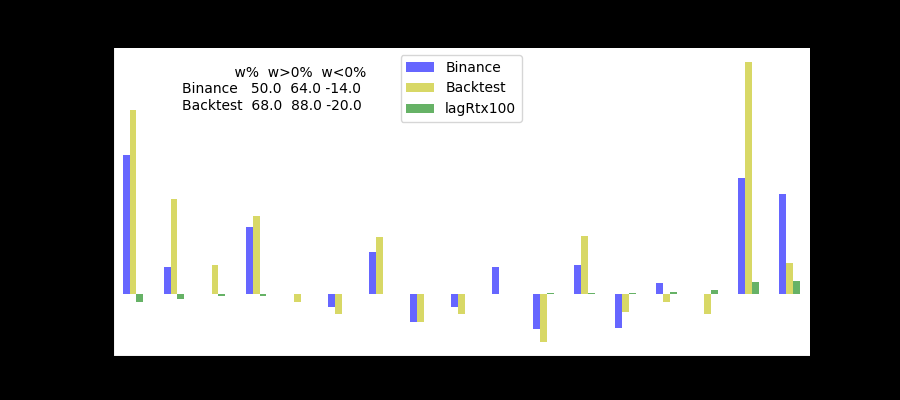 w% w>0% w<0%
Binance 50.0 64.0 -14.0
Backtest 68.0 88.0 -20.0
Binance
Backtest
lagRtx100